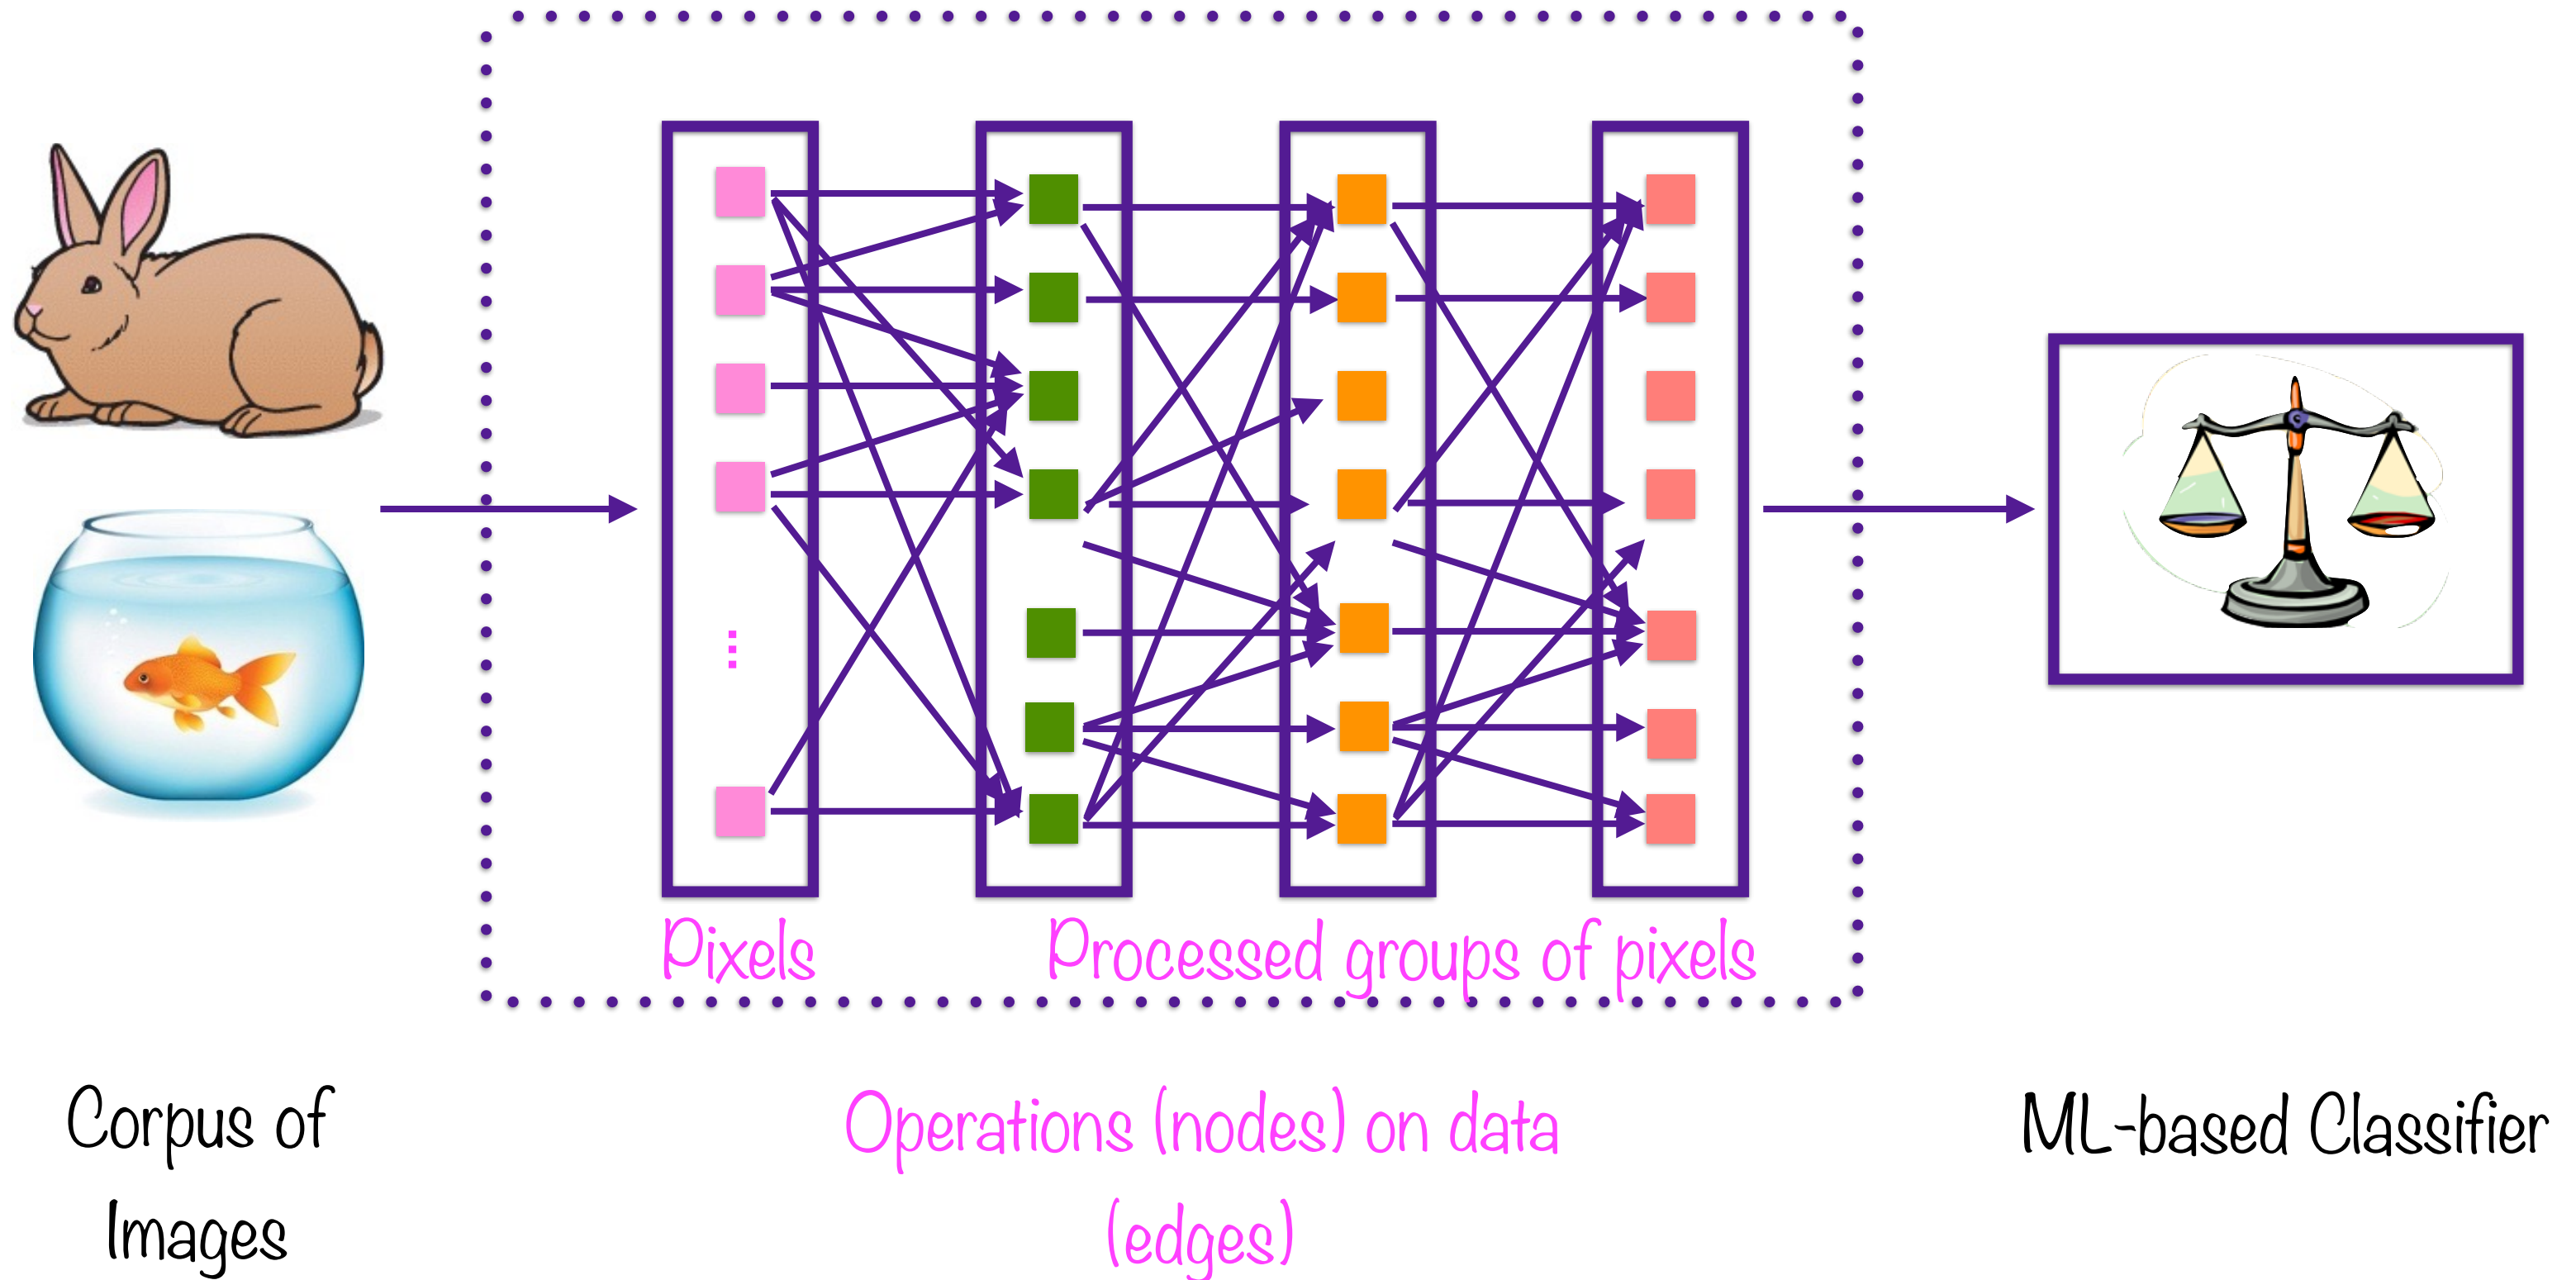 Pixels
Processed groups of pixels
Corpus of
Images
Operations (nodes) on data
(edges)
ML-based Classifier